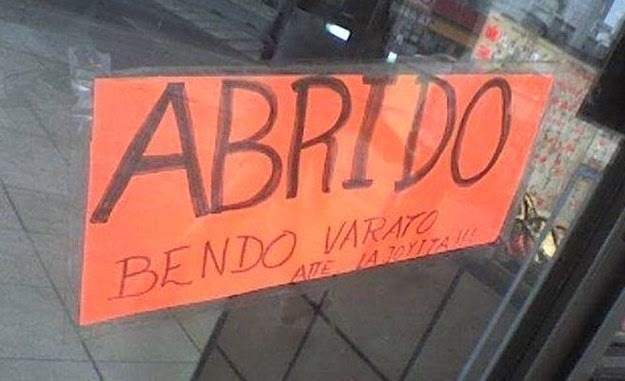 ABRIDO
BENDO VARATO
ATTE LA JOYITA!!!